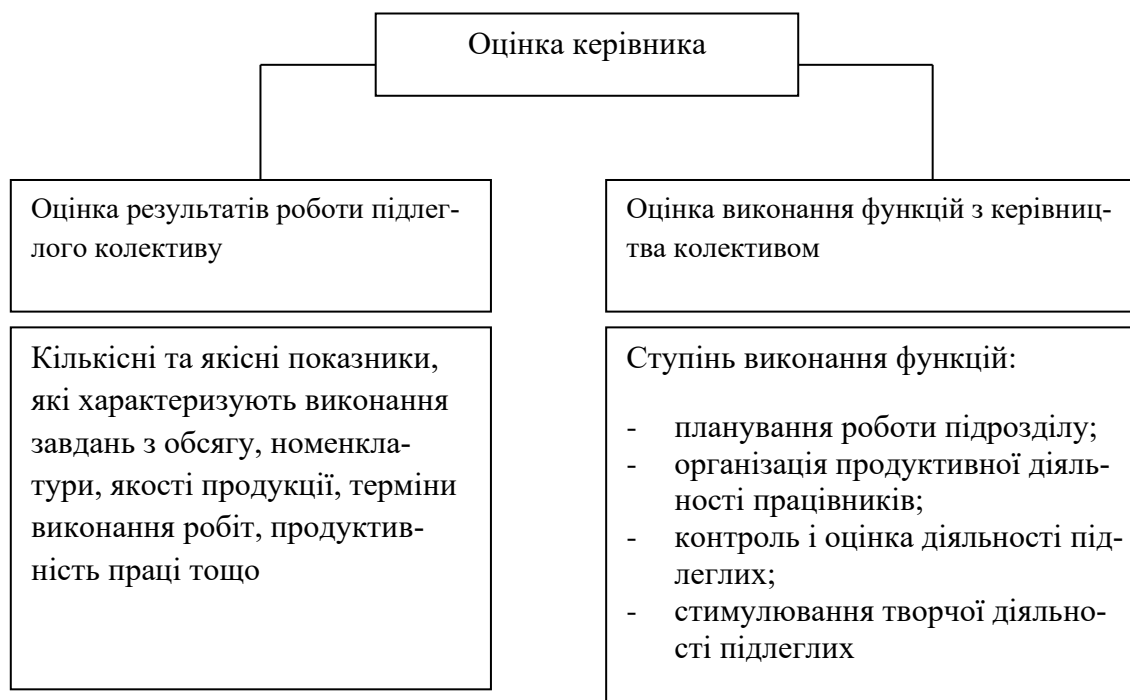 Оцінка керівника
Оцінка результатів роботи підлег-
лого колективу
Оцінка виконання функцій з керівниц-
тва колективом
Кількісні та якісні показники,
які характеризують виконання
завдань з обсягу, номенкла-
тури, якості продукції, терміни
виконання робіт, продуктив-
ність праці тощо
Ступінь виконання функцій:
- планування роботи підрозділу;
- організація продуктивної діяль-
ності працівників;
- контроль і оцінка діяльності під-
леглих;
- стимулювання творчої діяльно-
сті підлеглих